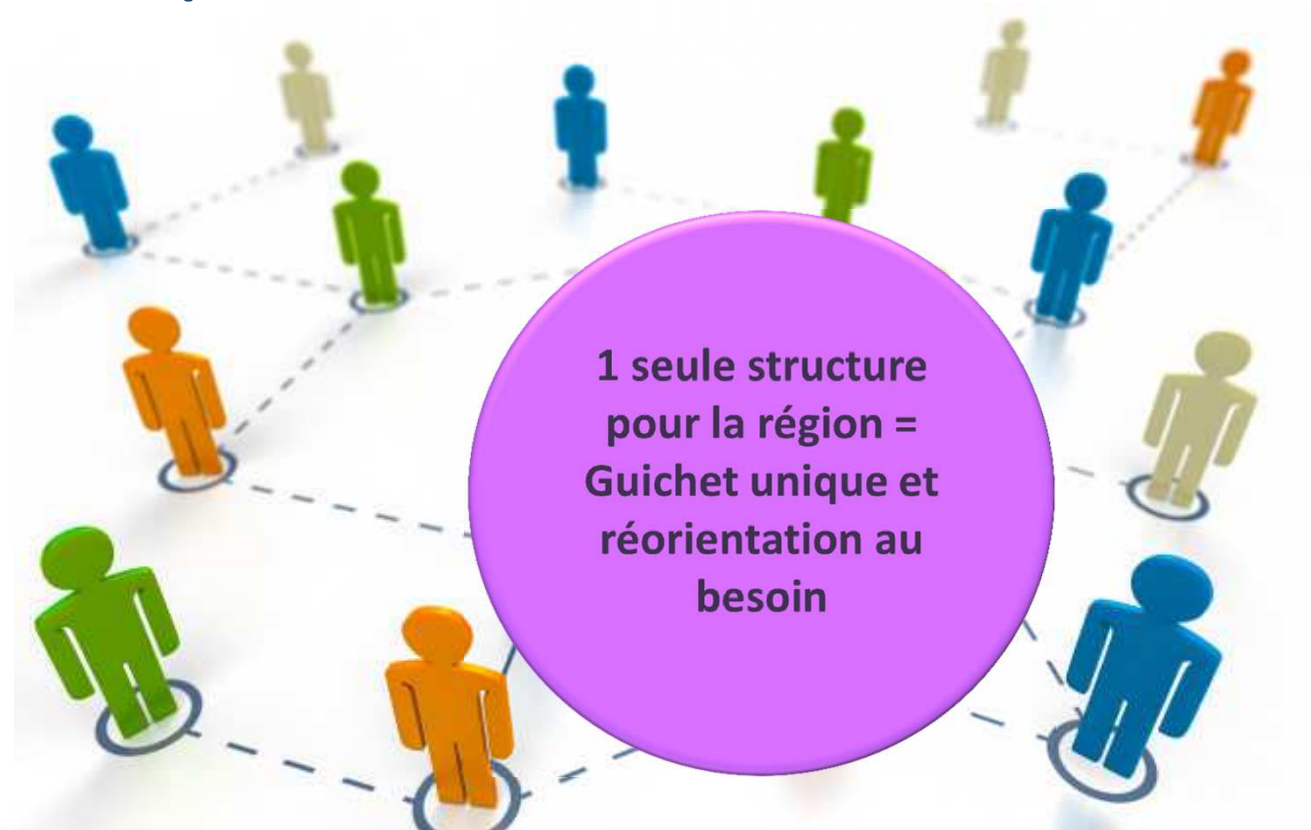 1 seule structure
pour la région =
Guichet unique et
réorientation au
besoin